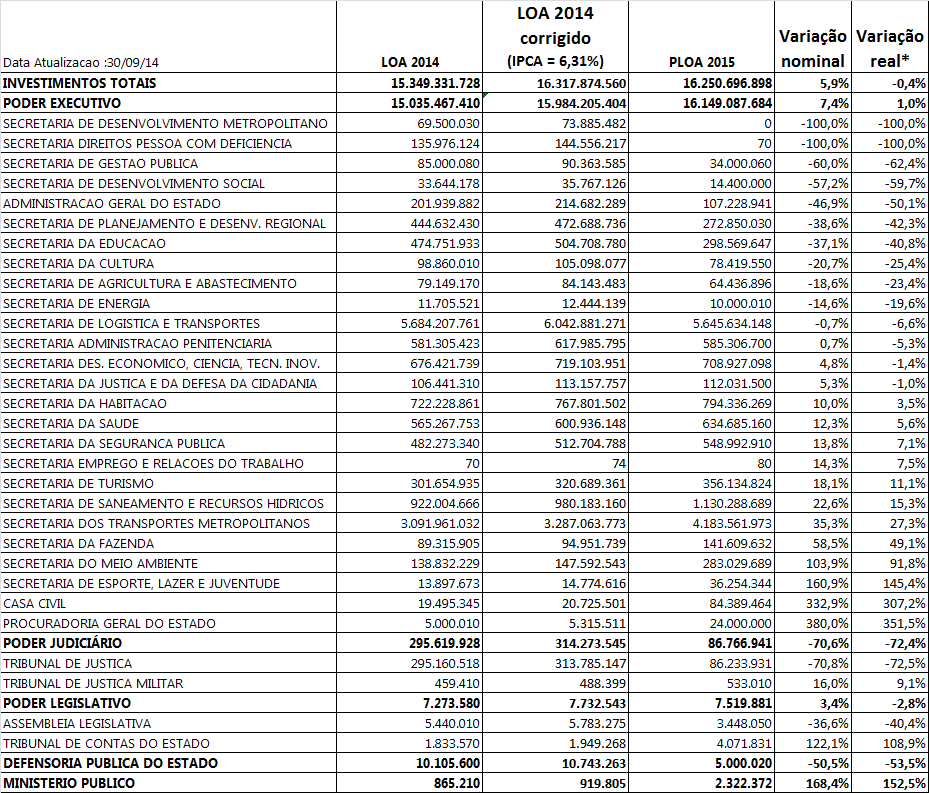 Data Atualizacao :30/09/14 LOA 2014 LOA 2014 corrigido (IPCA = 6,31%) PLOA 2015 Variação nominal Variação real*
INVESTIMENTOS TOTAIS 15.349.331.728 16.317.874.560 16.250.696.898 5,9% -0,4%
PODER EXECUTIVO 15.035.467.410 15.984.205.404 16.149.087.684 7,4% 1,0%
SECRETARIA DE DESENVOLVIMENTO METROPOLITANO 69.500.030 73.885.482 0 -100,0% -100,0%
SECRETARIA DIREITOS PESSOA COM DEFICIENCIA 135.976.124 144.556.217 70 -100,0% -100,0%
SECRETARIA DE GESTAO PUBLICA 85.000.080 90.363.585 34.000.060 -60,0% -62,4%
SECRETARIA DE DESENVOLVIMENTO SOCIAL 33.644.178 35.767.126 14.400.000 -57,2% -59,7%
ADMINISTRACAO GERAL DO ESTADO 201.939.882 214.682.289 107.228.941 -46,9% -50,1%
SECRETARIA DE PLANEJAMENTO E DESENV. REGIONAL 444.632.430 472.688.736 272.850.030 -38,6% -42,3%
SECRETARIA DA EDUCACAO 474.751.933 504.708.780 298.569.647 -37,1% -40,8%
SECRETARIA DA CULTURA 98.860.010 105.098.077 78.419.550 -20,7% -25,4%
SECRETARIA DE AGRICULTURA E ABASTECIMENTO 79.149.170 84.143.483 64.436.896 -18,6% -23,4%
SECRETARIA DE ENERGIA 11.705.521 12.444.139 10.000.010 -14,6% -19,6%
SECRETARIA DE LOGISTICA E TRANSPORTES 5.684.207.761 6.042.881.271 5.645.634.148 -0,7% -6,6%
SECRETARIA ADMINISTRACAO PENITENCIARIA 581.305.423 617.985.795 585.306.700 0,7% -5,3%
SECRETARIA DES. ECONOMICO, CIENCIA, TECN. INOV. 676.421.739 719.103.951 708.927.098 4,8% -1,4%
SECRETARIA DA JUSTICA E DA DEFESA DA CIDADANIA 106.441.310 113.157.757 112.031.500 5,3% -1,0%
SECRETARIA DA HABITACAO 722.228.861 767.801.502 794.336.269 10,0% 3,5%
SECRETARIA DA SAUDE 565.267.753 600.936.148 634.685.160 12,3% 5,6%
SECRETARIA DA SEGURANCA PUBLICA 482.273.340 512.704.788 548.992.910 13,8% 7,1%
SECRETARIA EMPREGO E RELACOES DO TRABALHO 70 74 80 14,3% 7,5%
SECRETARIA DE TURISMO 301.654.935 320.689.361 356.134.824 18,1% 11,1%
SECRETARIA DE SANEAMENTO E RECURSOS HIDRICOS 922.004.666 980.183.160 1.130.288.689 22,6% 15,3%
SECRETARIA DOS TRANSPORTES METROPOLITANOS 3.091.961.032 3.287.063.773 4.183.561.973 35,3% 27,3%
SECRETARIA DA FAZENDA 89.315.905 94.951.739 141.609.632 58,5% 49,1%
SECRETARIA DO MEIO AMBIENTE 138.832.229 147.592.543 283.029.689 103,9% 91,8%
SECRETARIA DE ESPORTE, LAZER E JUVENTUDE 13.897.673 14.774.616 36.254.344 160,9% 145,4%
CASA CIVIL 19.495.345 20.725.501 84.389.464 332,9% 307,2%
PROCURADORIA GERAL DO ESTADO 5.000.010 5.315.511 24.000.000 380,0% 351,5%
PODER JUDICIÁRIO 295.619.928 314.273.545 86.766.941 -70,6% -72,4%
TRIBUNAL DE JUSTICA 295.160.518 313.785.147 86.233.931 -70,8% -72,5%
TRIBUNAL DE JUSTICA MILITAR 459.410 488.399 533.010 16,0% 9,1%
PODER LEGISLATIVO 7.273.580 7.732.543 7.519.881 3,4% -2,8%
ASSEMBLEIA LEGISLATIVA 5.440.010 5.783.275 3.448.050 -36,6% -40,4%
TRIBUNAL DE CONTAS DO ESTADO 1.833.570 1.949.268 4.071.831 122,1% 108,9%
DEFENSORIA PUBLICA DO ESTADO 10.105.600 10.743.263 5.000.020 -50,5% -53,5%
MINISTERIO PUBLICO 865.210 919.805 2.322.372 168,4% 152,5%